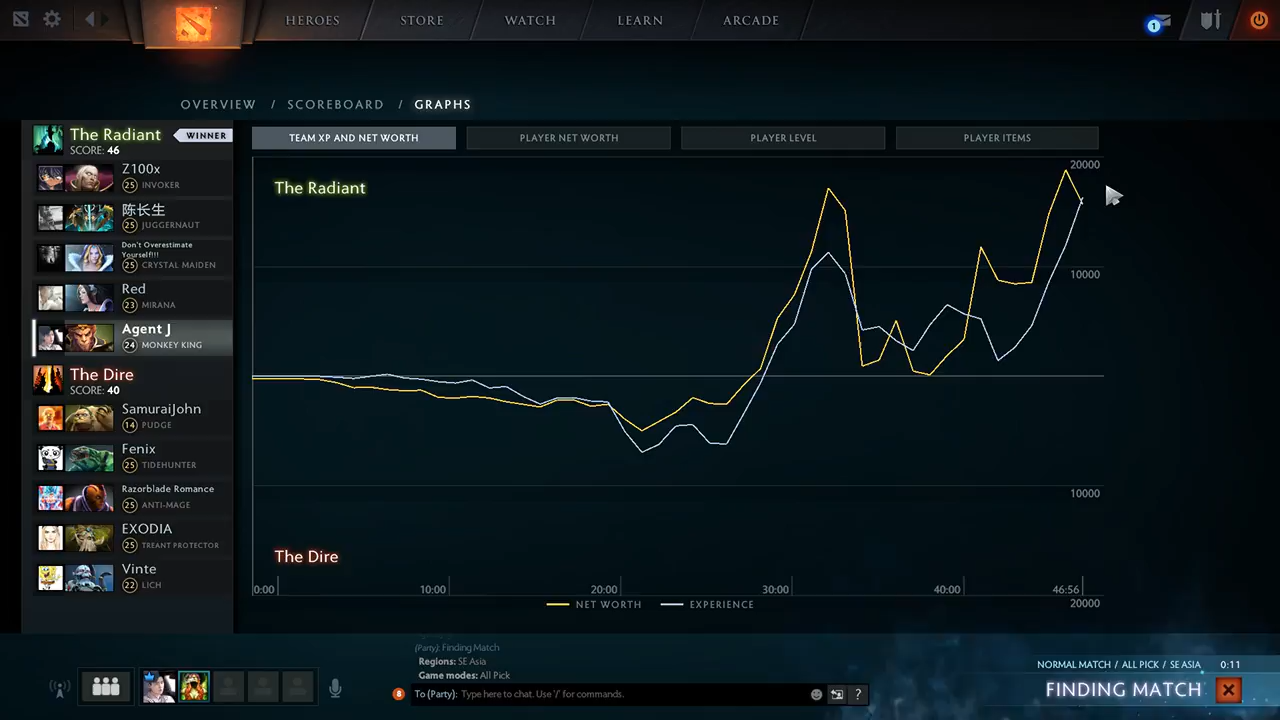 HEROES STORE WATCH LEARN ARCADE
1
OVERVIEW / SCOREBOARD / GRAPHS
The Radiant WINNER
SCORE: 46
Z100x
25 INVOKER
陈长生
25 JUGGERNAUT
Don't Overestimate
Yourself!!!
25 CRYSTAL MAIDEN
Red
23 MIRANA
Agent J
24 MONKEY KING
The Dire
SCORE: 40
SamuraiJohn
14 PUDGE
Fenix
25 TIDEHUNTER
Razorblade Romance
25 ANTI-MAGE
EXODIA
25 TREANT PROTECTOR
Vinte
22 LICH
TEAM XP AND NET WORTH PLAYER NET WORTH PLAYER LEVEL PLAYER ITEMS
20000
The Radiant
10000
10000
The Dire
0:00 10:00 20:00 30:00 40:00 46:56
20000
NET WORTH EXPERIENCE
(Party): Finding Match
Regions: SE Asia
Game modes: All Pick
8 To (Party): Type here to chat. Use '/' for commands. ?
NORMAL MATCH / ALL PICK / SE ASIA 0:11
FINDING MATCH